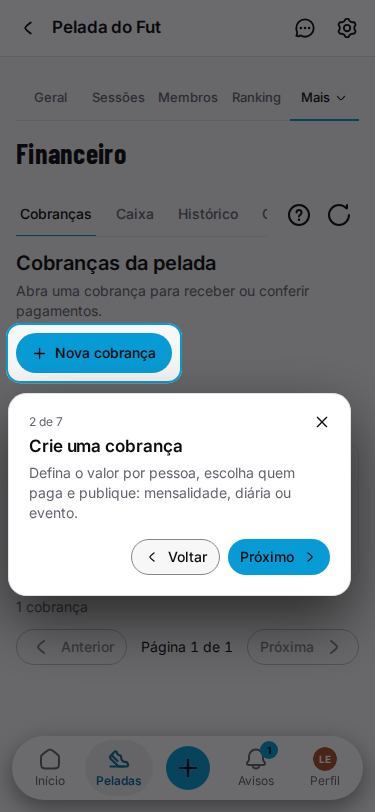 Pelada do Fut
Geral Sessões Membros Ranking Mais
Financeiro
Cobranças Caixa Histórico
Cobranças da pelada
Abra uma cobrança para receber ou conferir
pagamentos.
Nova cobrança
2 de 7
Crie uma cobrança
Defina o valor por pessoa, escolha quem
paga e publique: mensalidade, diária ou
evento.
Voltar Próximo
1 cobrança
Anterior Página 1 de 1 Próxima
1 LE
Início Peladas Avisos Perfil